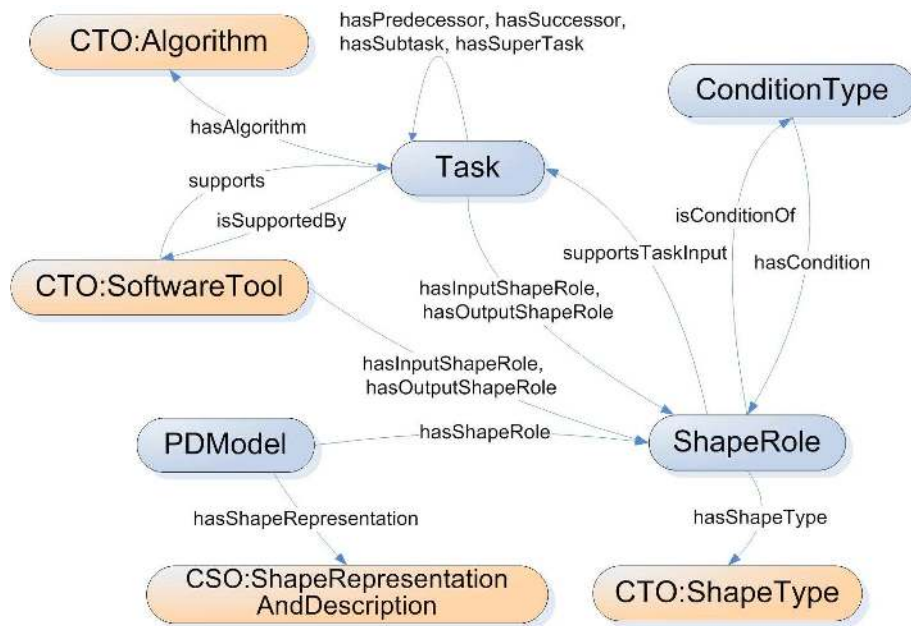 hasPredecessor, hasSuccessor,
hasSubtask, hasSuperTask
CTO:Algorithm
ConditionType
hasAlgorithm
Task
supports
isSupportedBy
isConditionOf
supportsTaskInput
hasCondition
CTO:SoftwareTool
hasInputShapeRole,
hasOutputShapeRole
hasInputShapeRole,
hasOutputShapeRole
PDModel
hasShapeRole
ShapeRole
hasShapeRepresentation
hasShapeType
CSO:ShapeRepresentation
AndDescription
CTO:ShapeType